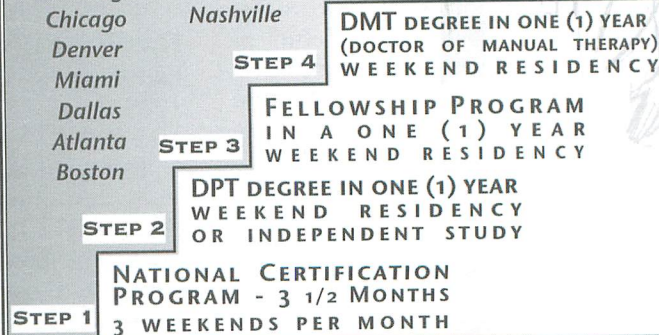 Chicago
Denver
Miami
Dallas
Atlanta
Boston
Nashville
STEP 4
DMT DEGREE IN ONE (1) YEAR
(DOCTOR OF MANUAL THERAPY)
WEEKEND RESIDENCY
STEP 3
FELLOWSHIP PROGRAM
IN A ONE (1) YEAR
WEEKEND RESIDENCY
STEP 2
DPT DEGREE IN ONE (1) YEAR
WEEKEND RESIDENCY
OR INDEPENDENT STUDY
STEP 1
NATIONAL CERTIFICATION
PROGRAM - 3 1/2 MONTHS
3 WEEKENDS PER MONTH